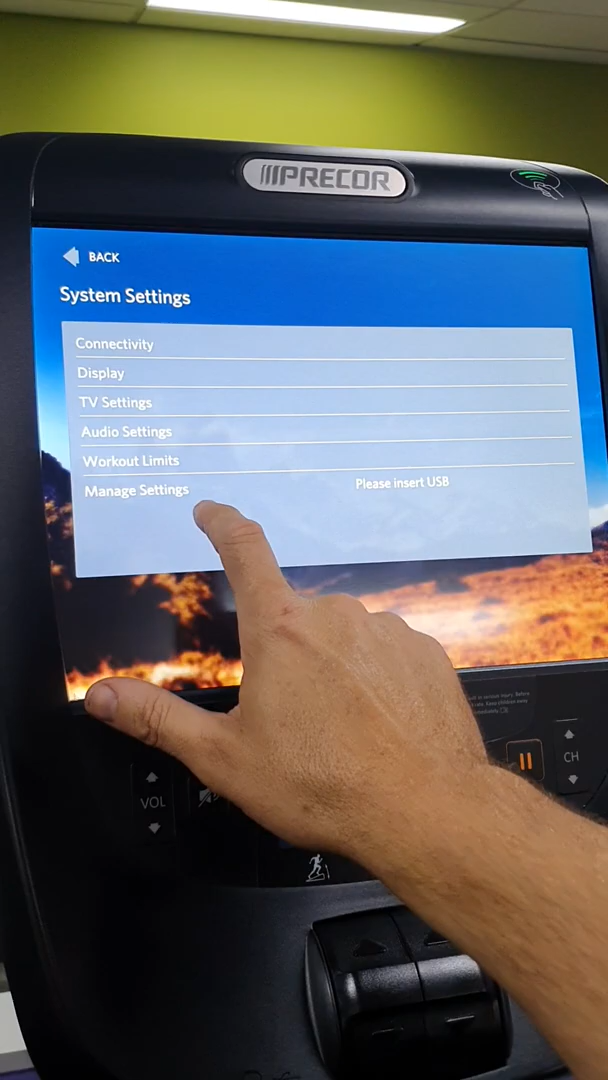 PRECOR
BACK
System Settings
Connectivity
Display
TV Settings
Audio Settings
Workout Limits
Manage Settings
Please insert USB
CH
VOL